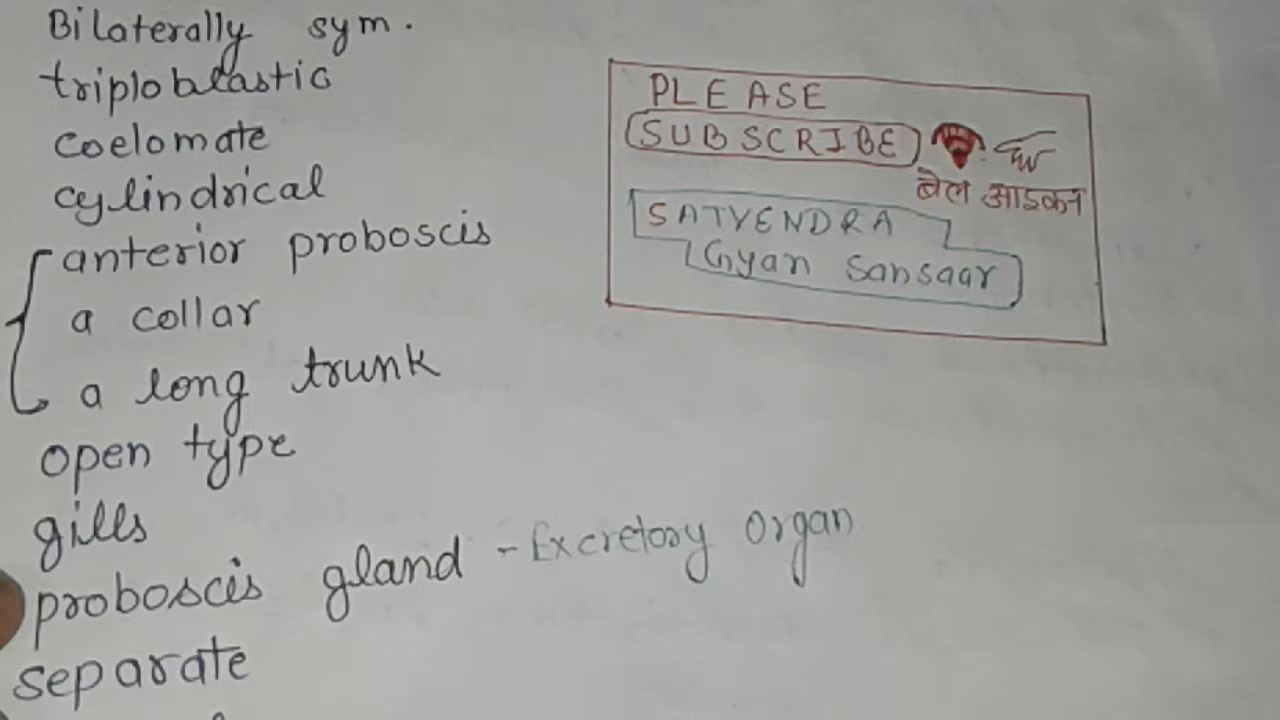 Bilaterally sym.
triploblastic
coelomate
cylindrical
anterior proboscis
a collar
a long trunk
open type
gills
proboscis gland - Excretory Organ
separate
PLEASE
SUBSCRIBE
बेल आइकन
SATYENDRA
Gyan Sansaar